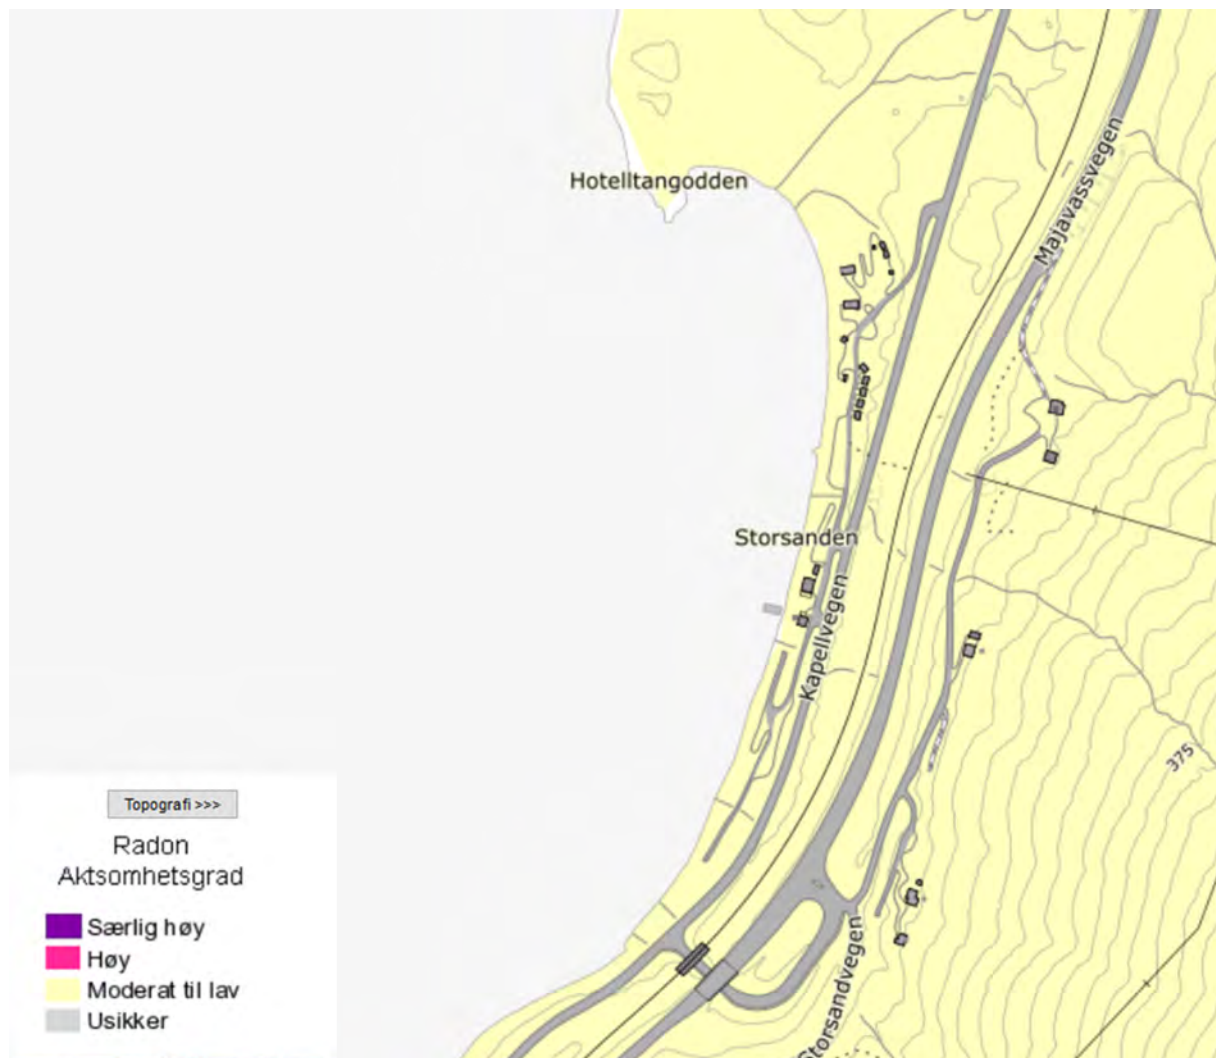 Hotelltangodden
Majavassvegen
Storsanden
Kapellvegen
375
Storsandvegen
Topografi >>>
Radon
Aktsomhetsgrad
Særlig høy
Høy
Moderat til lav
Usikker